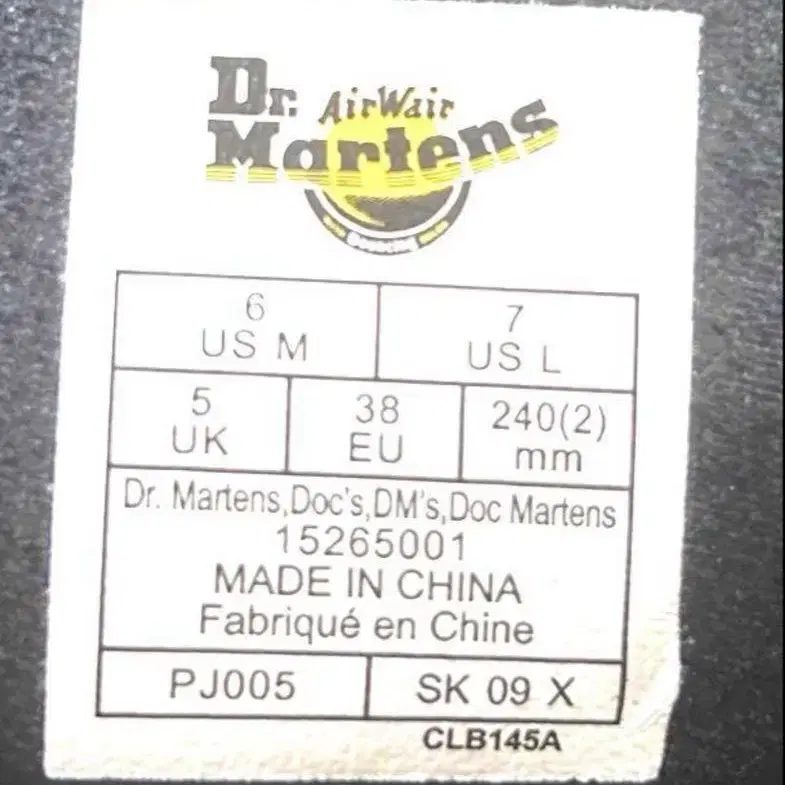 Dr. AirWair
Martens
Bouncing
6
US M
7
US L
5
UK
38
EU
240(2)
mm
Dr. Martens,Doc's,DM's,Doc Martens
15265001
MADE IN CHINA
Fabriqué en Chine
PJ005
SK 09 X
CLB145A